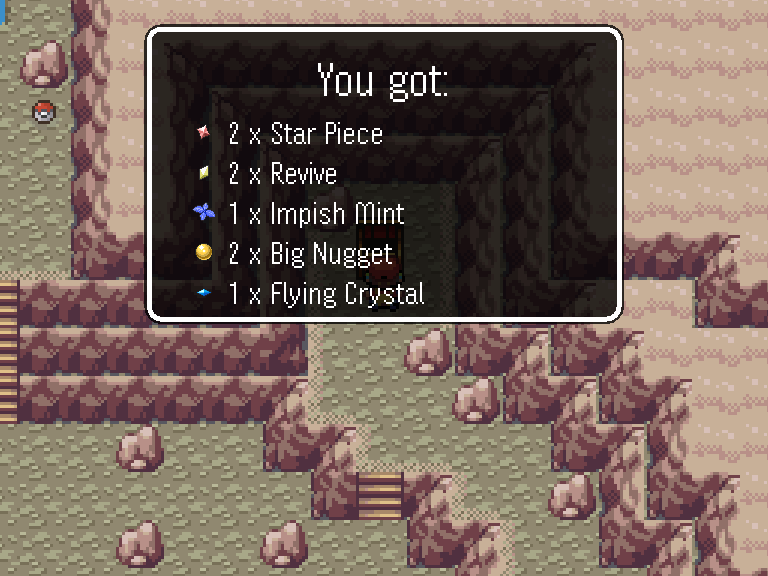 You got:
2 x Star Piece
2 x Revive
1 x Impish Mint
2 x Big Nugget
1 x Flying Crystal